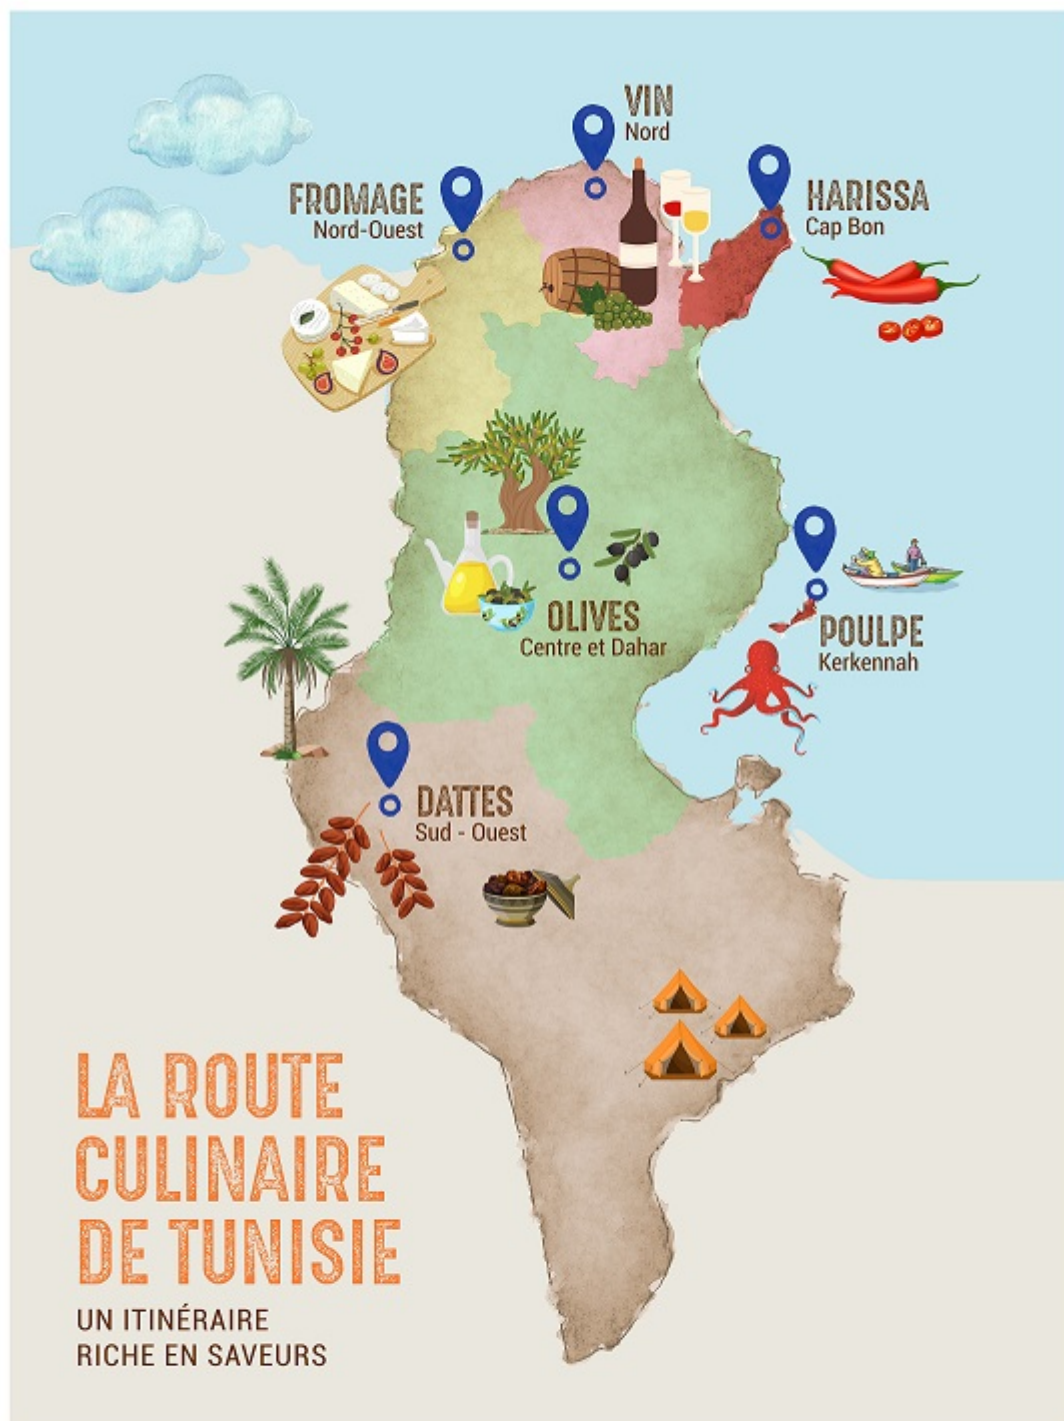 VIN
Nord
FROMAGE
Nord-Ouest
HARISSA
Cap Bon
OLIVES
Centre et Dahar
POULPE
Kerkennah
DATTES
Sud - Ouest
LA ROUTE
CULINAIRE
DE TUNISIE
UN ITINÉRAIRE
RICHE EN SAVEURS